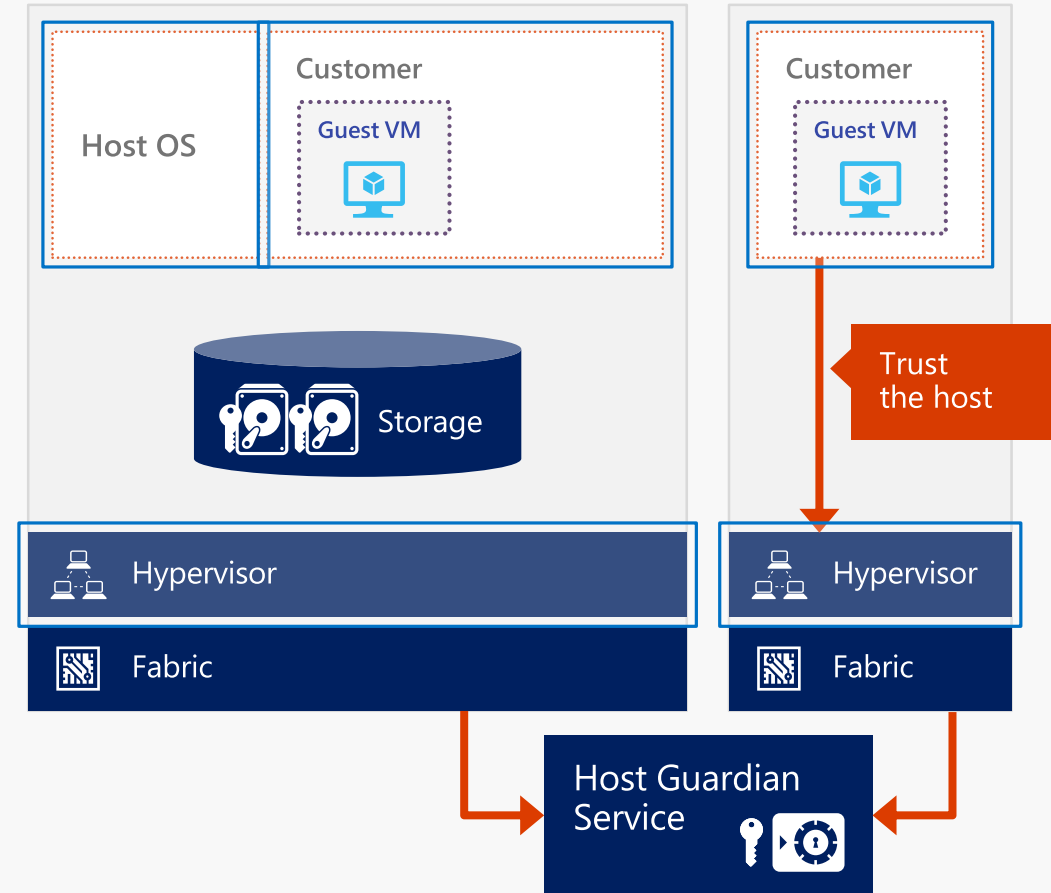 Customer
Guest VM
Host OS
Storage
Hypervisor
Fabric
Customer
Guest VM
Trust
the host
Hypervisor
Fabric
Host Guardian
Service